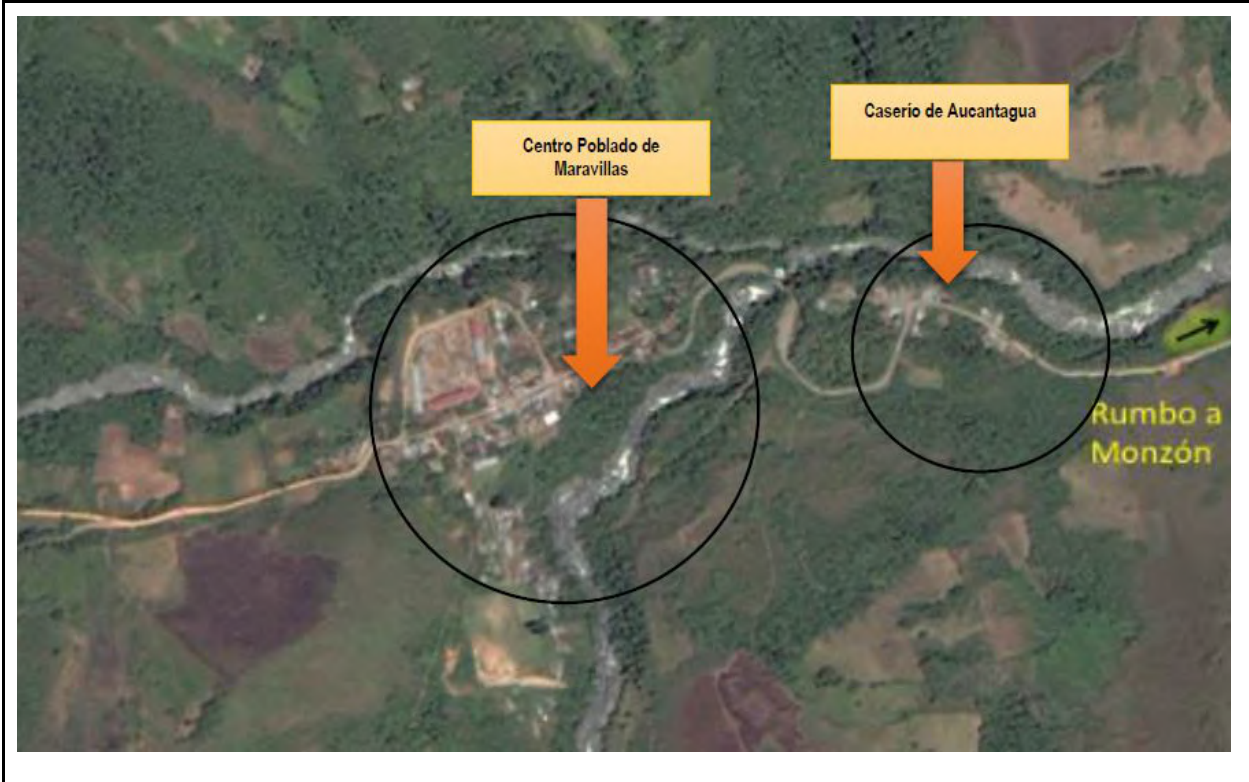 Centro Poblado de
Maravillas
Caserio de Aucantagua
Rumbo a
Monzón